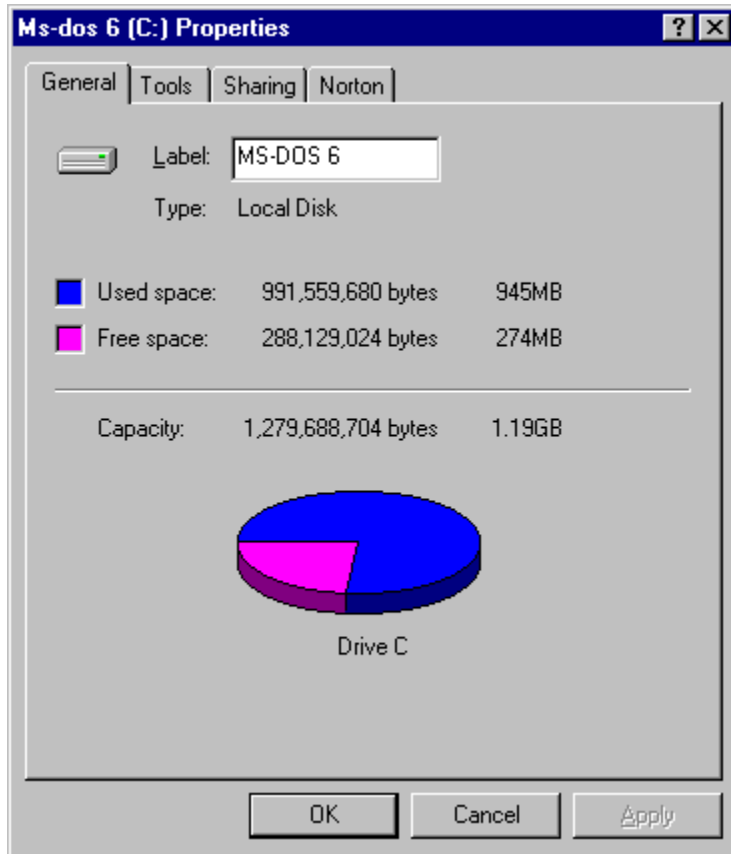 Ms-dos 6 (C:) Properties
General Tools Sharing Norton
Label: MS-DOS 6
Type: Local Disk
Used space: 991,559,680 bytes 945MB
Free space: 288,129,024 bytes 274MB
Capacity: 1,279,688,704 bytes 1.19GB
Drive C
OK Cancel Apply